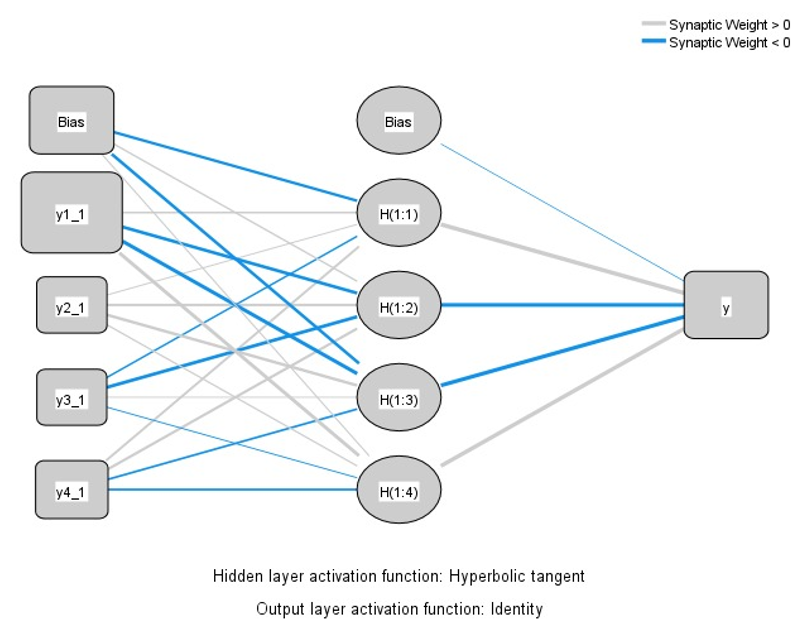 Synaptic Weight > 0
Synaptic Weight < 0
Bias
Bias
y1_1
H(1:1)
y2_1
H(1:2)
y
y3_1
H(1:3)
y4_1
H(1:4)
Hidden layer activation function: Hyperbolic tangent
Output layer activation function: Identity